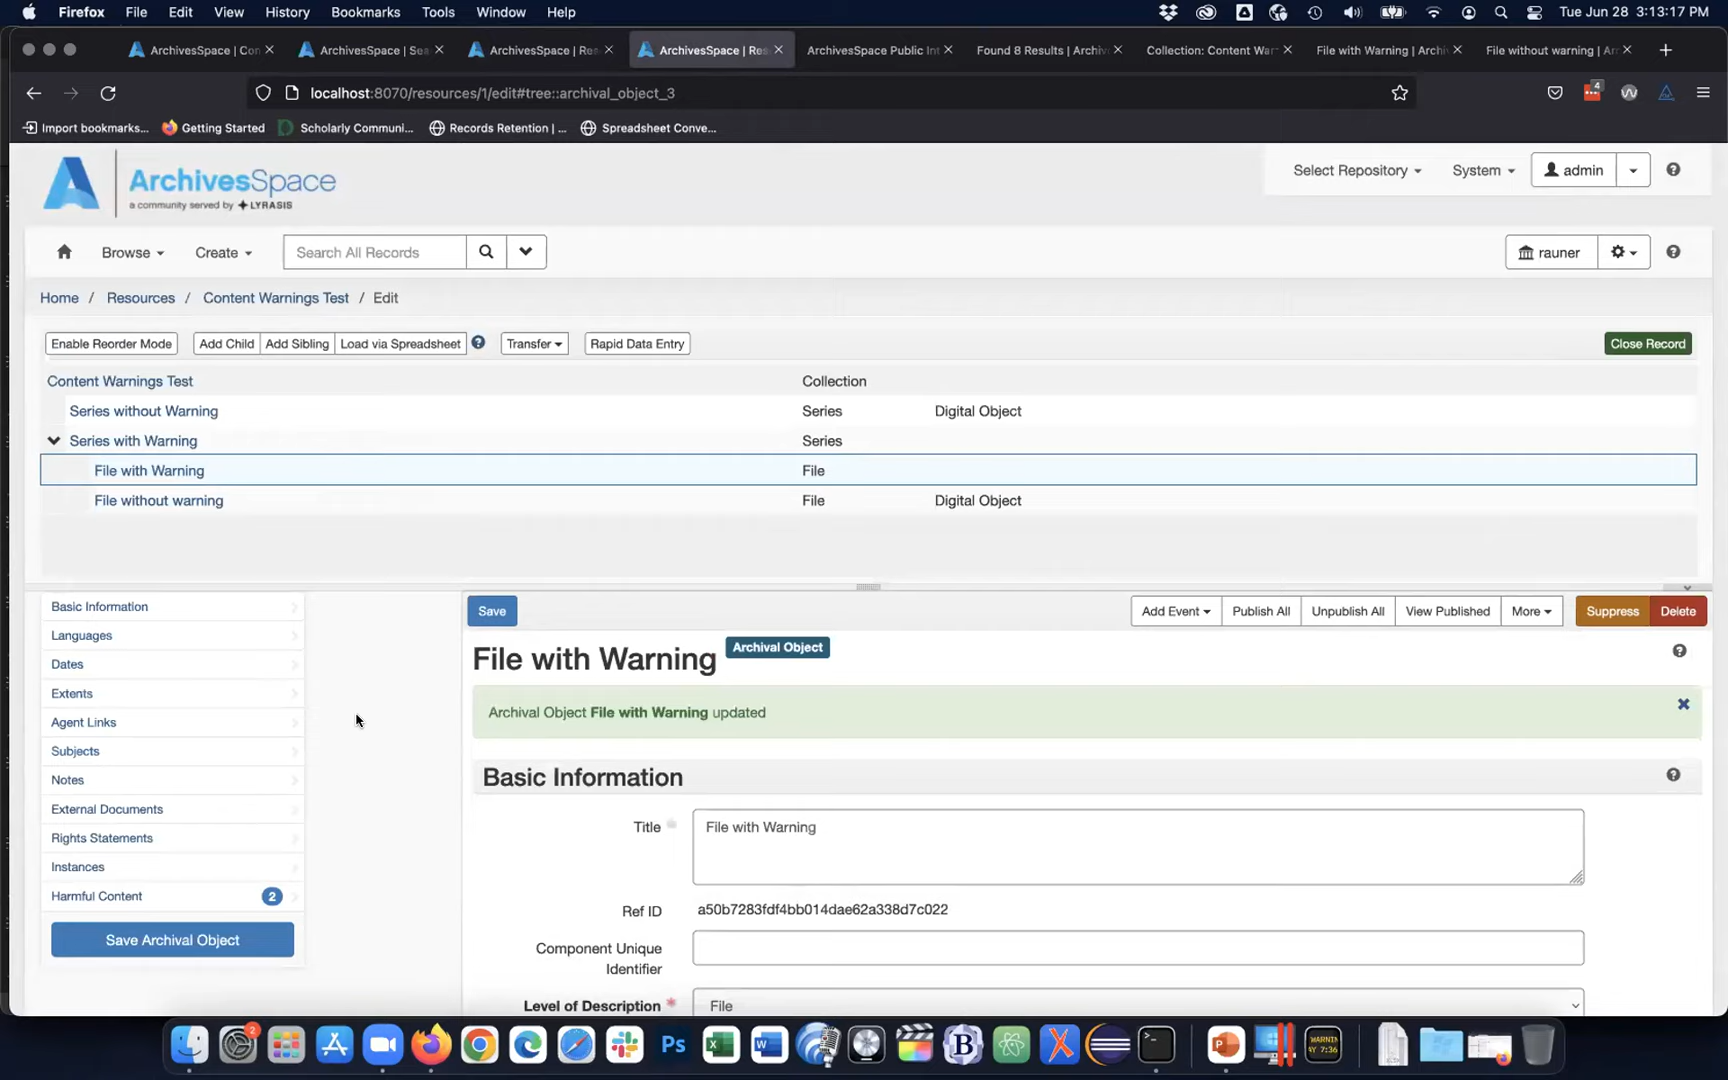 Firefox File Edit View History Bookmarks Tools Window Help Tue Jun 28 3:13:17 PM
ArchivesSpace | Con ArchivesSpace | Sea ArchivesSpace | Res ArchivesSpace | Res ArchivesSpace Public Int Found 8 Results | Archiv Collection: Content War File with Warning | Archi File without warning | Ar
localhost:8070/resources/1/edit#tree::archival_object_3 4
Import bookmarks... Getting Started Scholarly Communi... Records Retention | ... Spreadsheet Conve...
ArchivesSpace
a community served by LYRASIS
Select Repository System admin
Browse Create Search All Records rauner
Home / Resources / Content Warnings Test / Edit
Enable Reorder Mode Add Child Add Sibling Load via Spreadsheet Transfer Rapid Data Entry Close Record
Content Warnings Test Collection
Series without Warning Series Digital Object
Series with Warning Series
File with Warning File
File without warning File Digital Object
Basic Information
Languages
Dates
Extents
Agent Links
Subjects
Notes
External Documents
Rights Statements
Instances
Harmful Content 2
Save Archival Object
Save Add Event Publish All Unpublish All View Published More Suppress Delete
File with Warning Archival Object
Archival Object File with Warning updated
Basic Information
Title File with Warning
Ref ID a50b7283fdf4bb014dae62a338d7c022
Component Unique
Identifier
Level of Description * File
2 Ps X W B X P WARNIN
AY 7:36